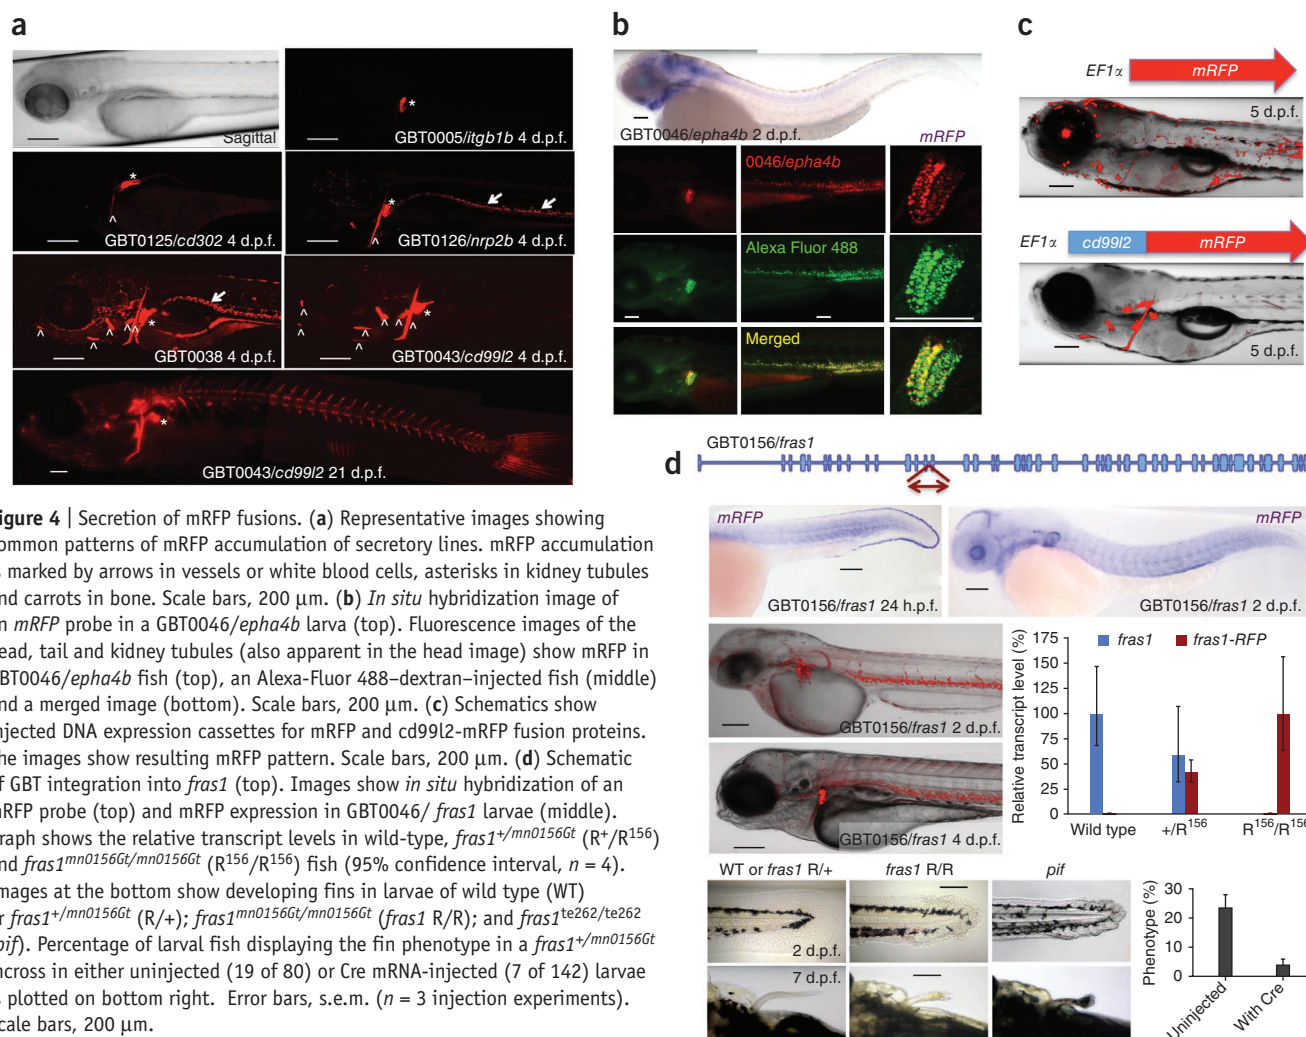 a
Sagittal
GBT0005/itgb1b 4 d.p.f.
*
GBT0125/cd302 4 d.p.f.
*
^
GBT0126/nrp2b 4 d.p.f.
*
^
GBT0038 4 d.p.f.
*
^ ^ ^ ^ ^ ^
GBT0043/cd99l2 4 d.p.f.
*
^ ^ ^ ^ ^ ^
GBT0043/cd99l2 21 d.p.f.
*
b
GBT0046/epha4b 2 d.p.f.
mRFP
0046/epha4b
Alexa Fluor 488
Merged
c
EF1α mRFP
5 d.p.f.
EF1α cd99l2 mRFP
5 d.p.f.
d
GBT0156/fras1
mRFP
GBT0156/fras1 24 h.p.f.
mRFP
GBT0156/fras1 2 d.p.f.
GBT0156/fras1 2 d.p.f.
GBT0156/fras1 4 d.p.f.
Relative transcript level (%)
175
150
125
100
75
50
25
0
fras1 fras1-RFP
Wild type +/R156 R156/R156
WT or fras1 R/+ fras1 R/R pif
2 d.p.f.
7 d.p.f.
Phenotype (%)
30
20
10
0
Uninjected
With Cre
igure 4 | Secretion of mRFP fusions. (a) Representative images showing
ommon patterns of mRFP accumulation of secretory lines. mRFP accumulation
s marked by arrows in vessels or white blood cells, asterisks in kidney tubules
nd carrots in bone. Scale bars, 200 μm. (b) In situ hybridization image of
n mRFP probe in a GBT0046/epha4b larva (top). Fluorescence images of the
ead, tail and kidney tubules (also apparent in the head image) show mRFP in
GBT0046/epha4b fish (top), an Alexa-Fluor 488–dextran–injected fish (middle)
nd a merged image (bottom). Scale bars, 200 μm. (c) Schematics show
njected DNA expression cassettes for mRFP and cd99l2-mRFP fusion proteins.
he images show resulting mRFP pattern. Scale bars, 200 μm. (d) Schematic
f GBT integration into fras1 (top). Images show in situ hybridization of an
mRFP probe (top) and mRFP expression in GBT0046/ fras1 larvae (middle).
raph shows the relative transcript levels in wild-type, fras1+/mn0156Gt (R+/R156)
nd fras1mn0156Gt/mn0156Gt (R156/R156) fish (95% confidence interval, n = 4).
mages at the bottom show developing fins in larvae of wild type (WT)
r fras1+/mn0156Gt (R/+); fras1mn0156Gt/mn0156Gt (fras1 R/R); and fras1te262/te262
pif). Percentage of larval fish displaying the fin phenotype in a fras1+/mn0156Gt
ncross in either uninjected (19 of 80) or Cre mRNA-injected (7 of 142) larvae
s plotted on bottom right. Error bars, s.e.m. (n = 3 injection experiments).
cale bars, 200 μm.